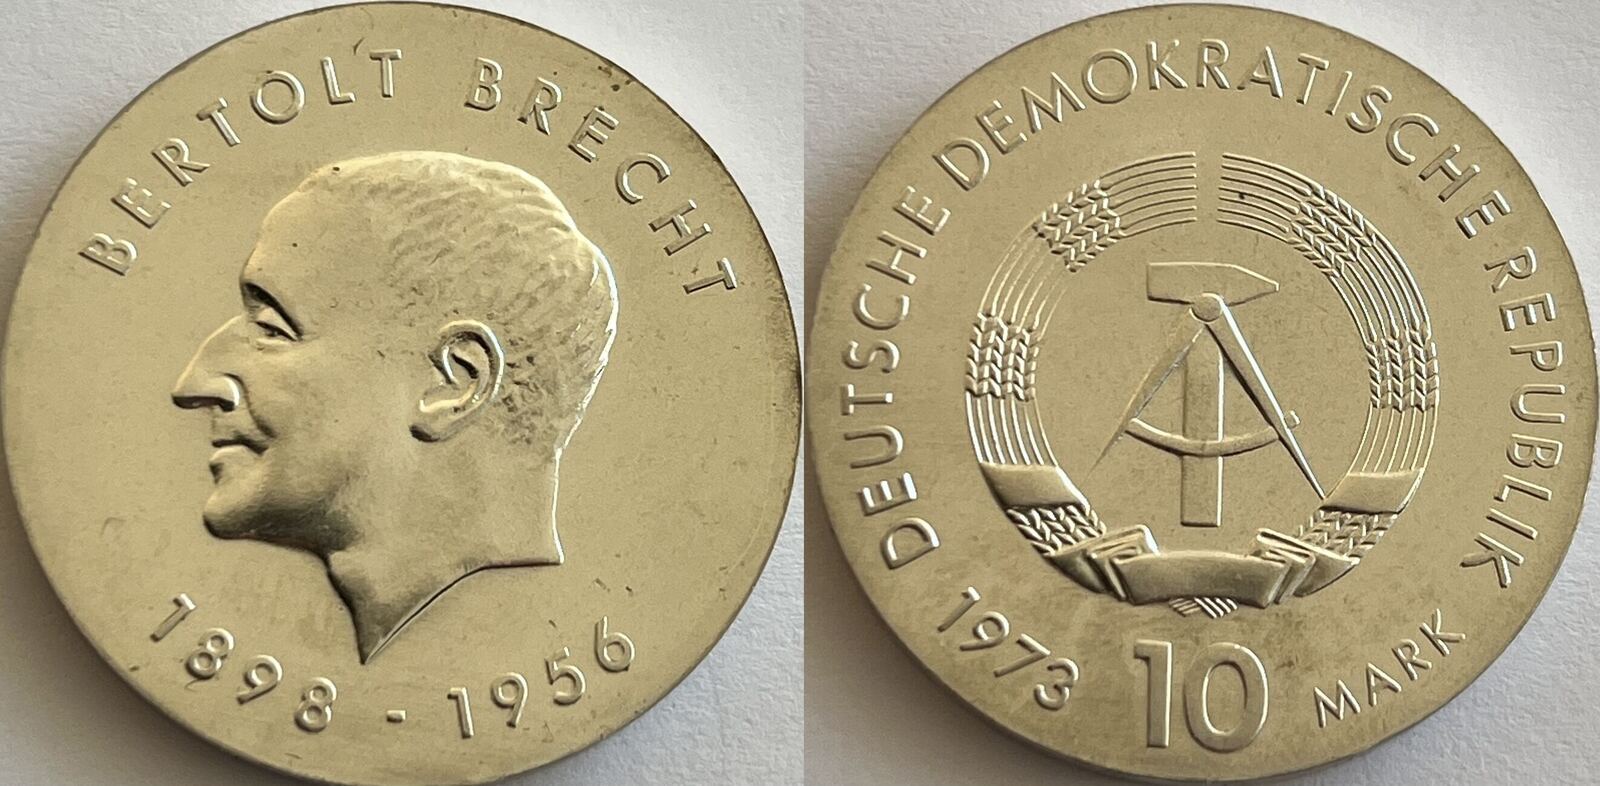 BERTOLT BRECHT
1898 - 1956
DEUTSCHE DEMOKRATISCHE REPUBLIK
1973 10 MARK